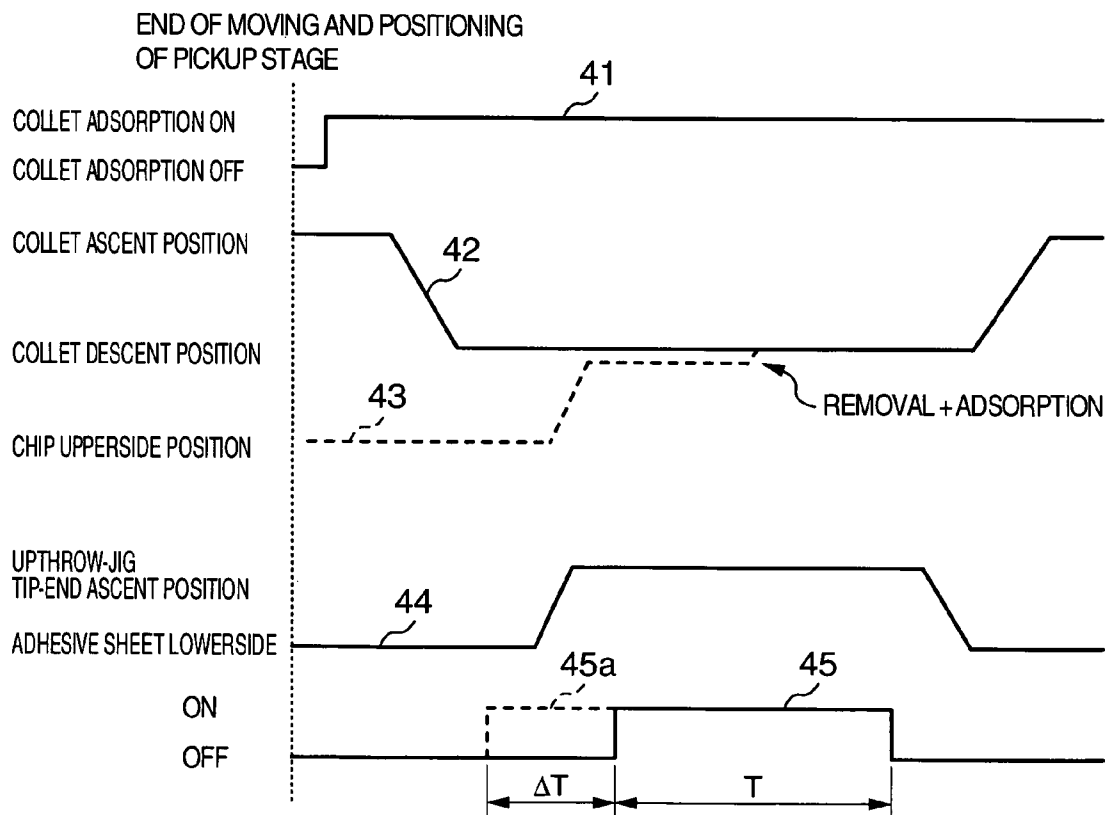 END OF MOVING AND POSITIONING
OF PICKUP STAGE
41
COLLET ADSORPTION ON
COLLET ADSORPTION OFF
COLLET ASCENT POSITION
42
COLLET DESCENT POSITION
REMOVAL + ADSORPTION
43
CHIP UPPERSIDE POSITION
UPTHROW-JIG
TIP-END ASCENT POSITION
44
ADHESIVE SHEET LOWERSIDE
45a
45
ON
OFF
ΔT
T